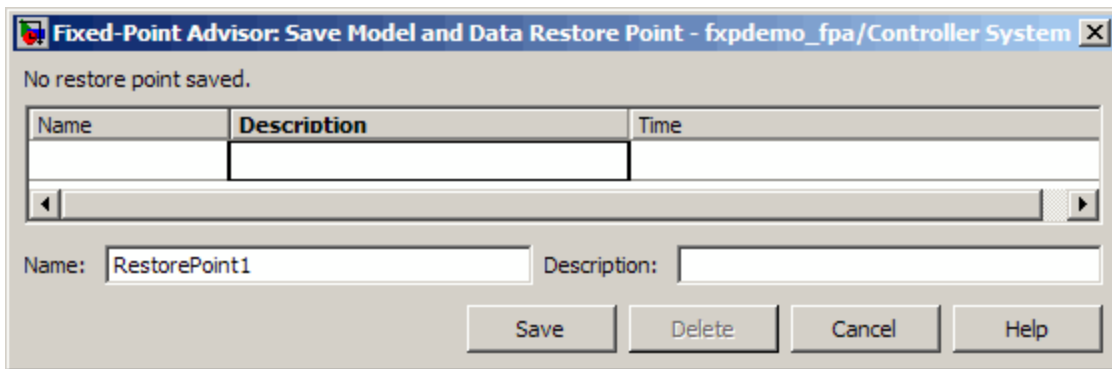 Fixed-Point Advisor: Save Model and Data Restore Point - fxpdemo_fpa/Controller System
No restore point saved.
Name Description Time
Name: RestorePoint1 Description:
Save Delete Cancel Help